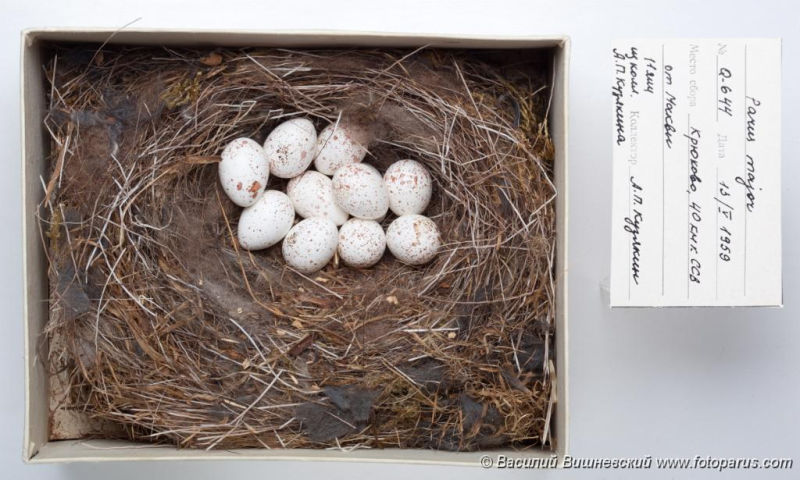 Parus major
№ Q-644 Дата 13/V 1959
Место сбора Крюково, 40 км к ССВ
от Москвы
11 яиц Коллектор А.П.Кузякин
из колл.
А.П.Кузякина
© Василий Вишневский www.fotoparus.com